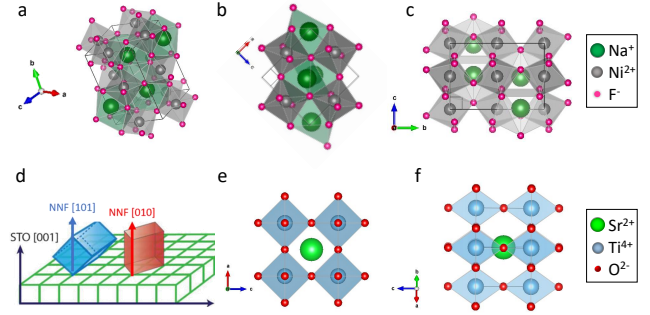 a
b
c
Na⁺
Ni²⁺
F⁻
b
a
c
c
b
d
NNF [101]
NNF [010]
STO [001]
e
f
Sr²⁺
Ti⁴⁺
O²⁻
a
c
b
c
a